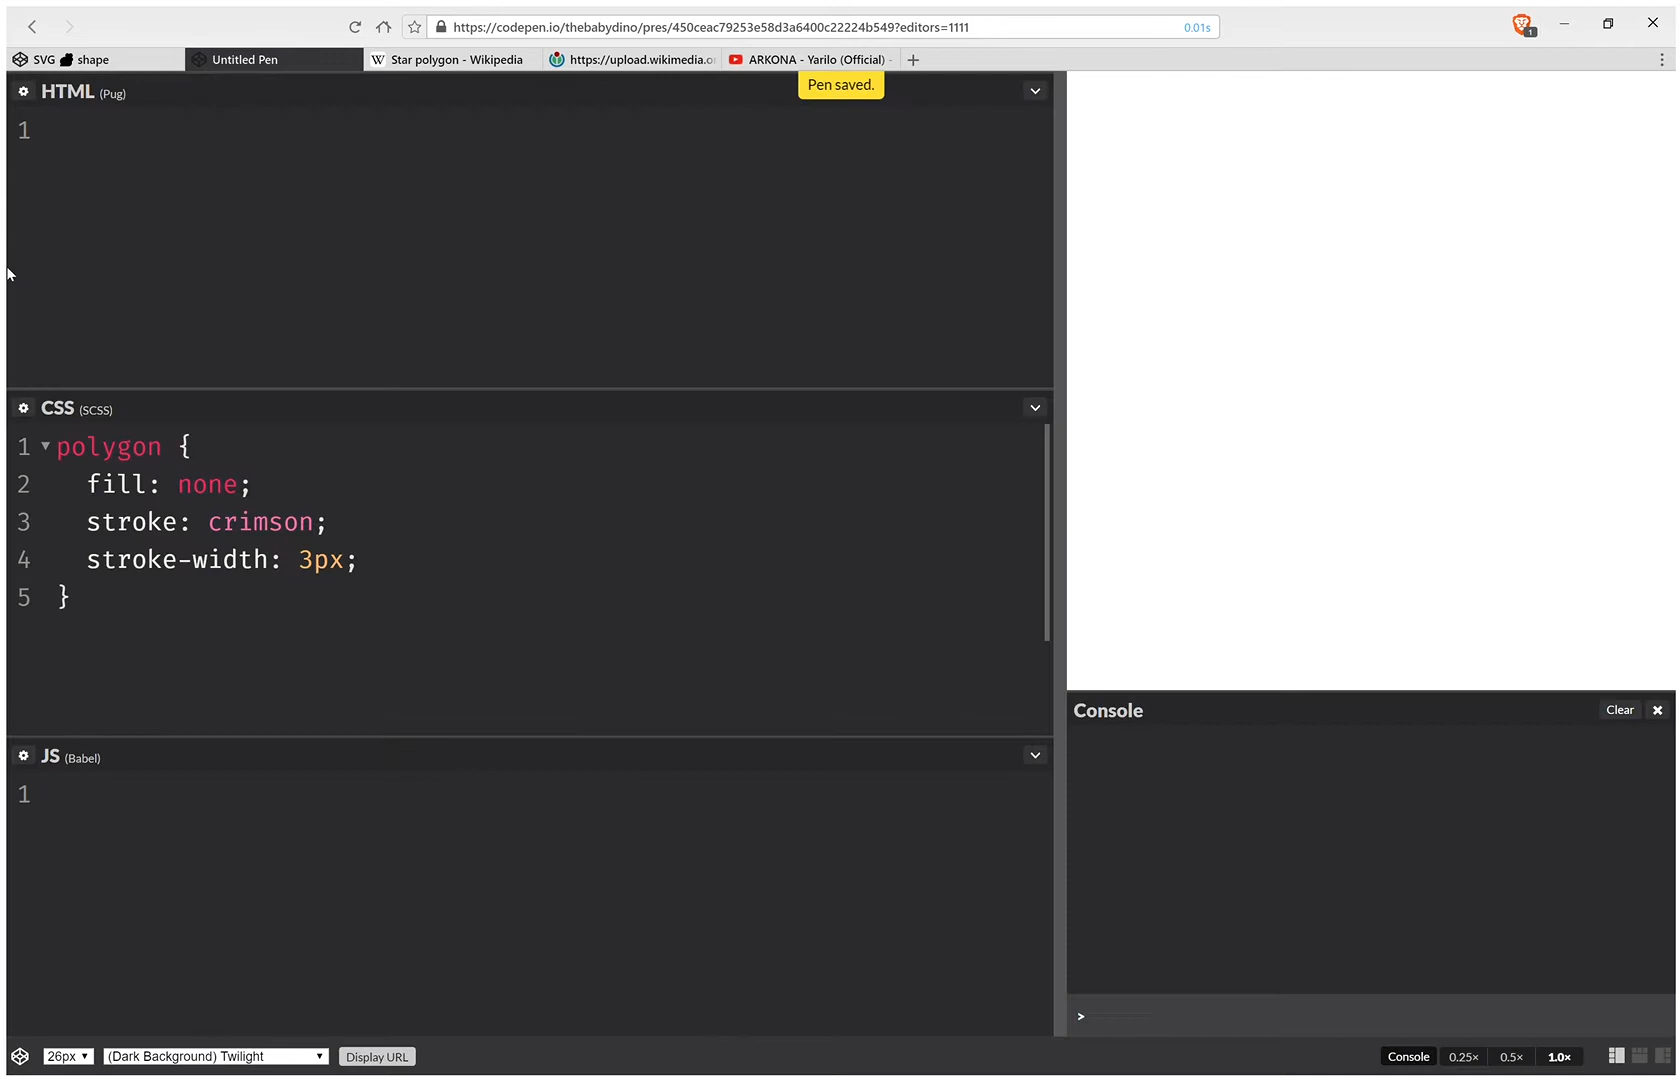 https://codepen.io/thebabydino/pres/450ceac79253e58d3a6400c22224b549?editors=1111 0.01s
1
SVG shape Untitled Pen W Star polygon - Wikipedia https://upload.wikimedia.o ARKONA - Yarilo (Official) - +
Pen saved.
HTML (Pug)
1
CSS (SCSS)
1 polygon {
2 fill: none;
3 stroke: crimson;
4 stroke-width: 3px;
5 }
Console Clear
JS (Babel)
1
>
26px (Dark Background) Twilight Display URL Console 0.25× 0.5× 1.0×